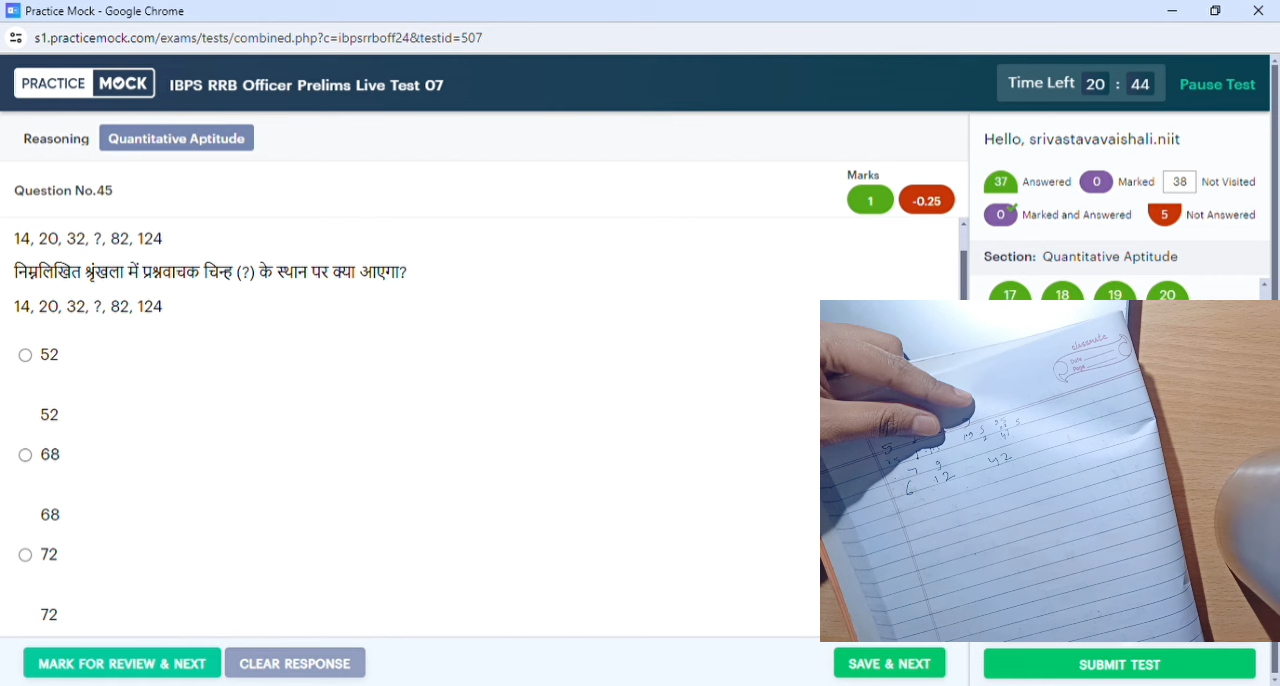 Practice Mock - Google Chrome
s1.practicemock.com/exams/tests/combined.php?c=ibpsrrboff24&testid=507
PRACTICE MOCK
IBPS RRB Officer Prelims Live Test 07
Time Left 20 : 44
Pause Test
Reasoning
Quantitative Aptitude
Hello, srivastavavaishali.niit
Question No.45
Marks
1
-0.25
37 Answered
0 Marked
38 Not Visited
0 Marked and Answered
5 Not Answered
14, 20, 32, ?, 82, 124
निम्नलिखित श्रृंखला में प्रश्नवाचक चिन्ह (?) के स्थान पर क्या आएगा?
14, 20, 32, ?, 82, 124
Section: Quantitative Aptitude
17
18
19
20
52
52
68
68
72
72
classmate
Date
Page
6 12 42
MARK FOR REVIEW & NEXT
CLEAR RESPONSE
SAVE & NEXT
SUBMIT TEST